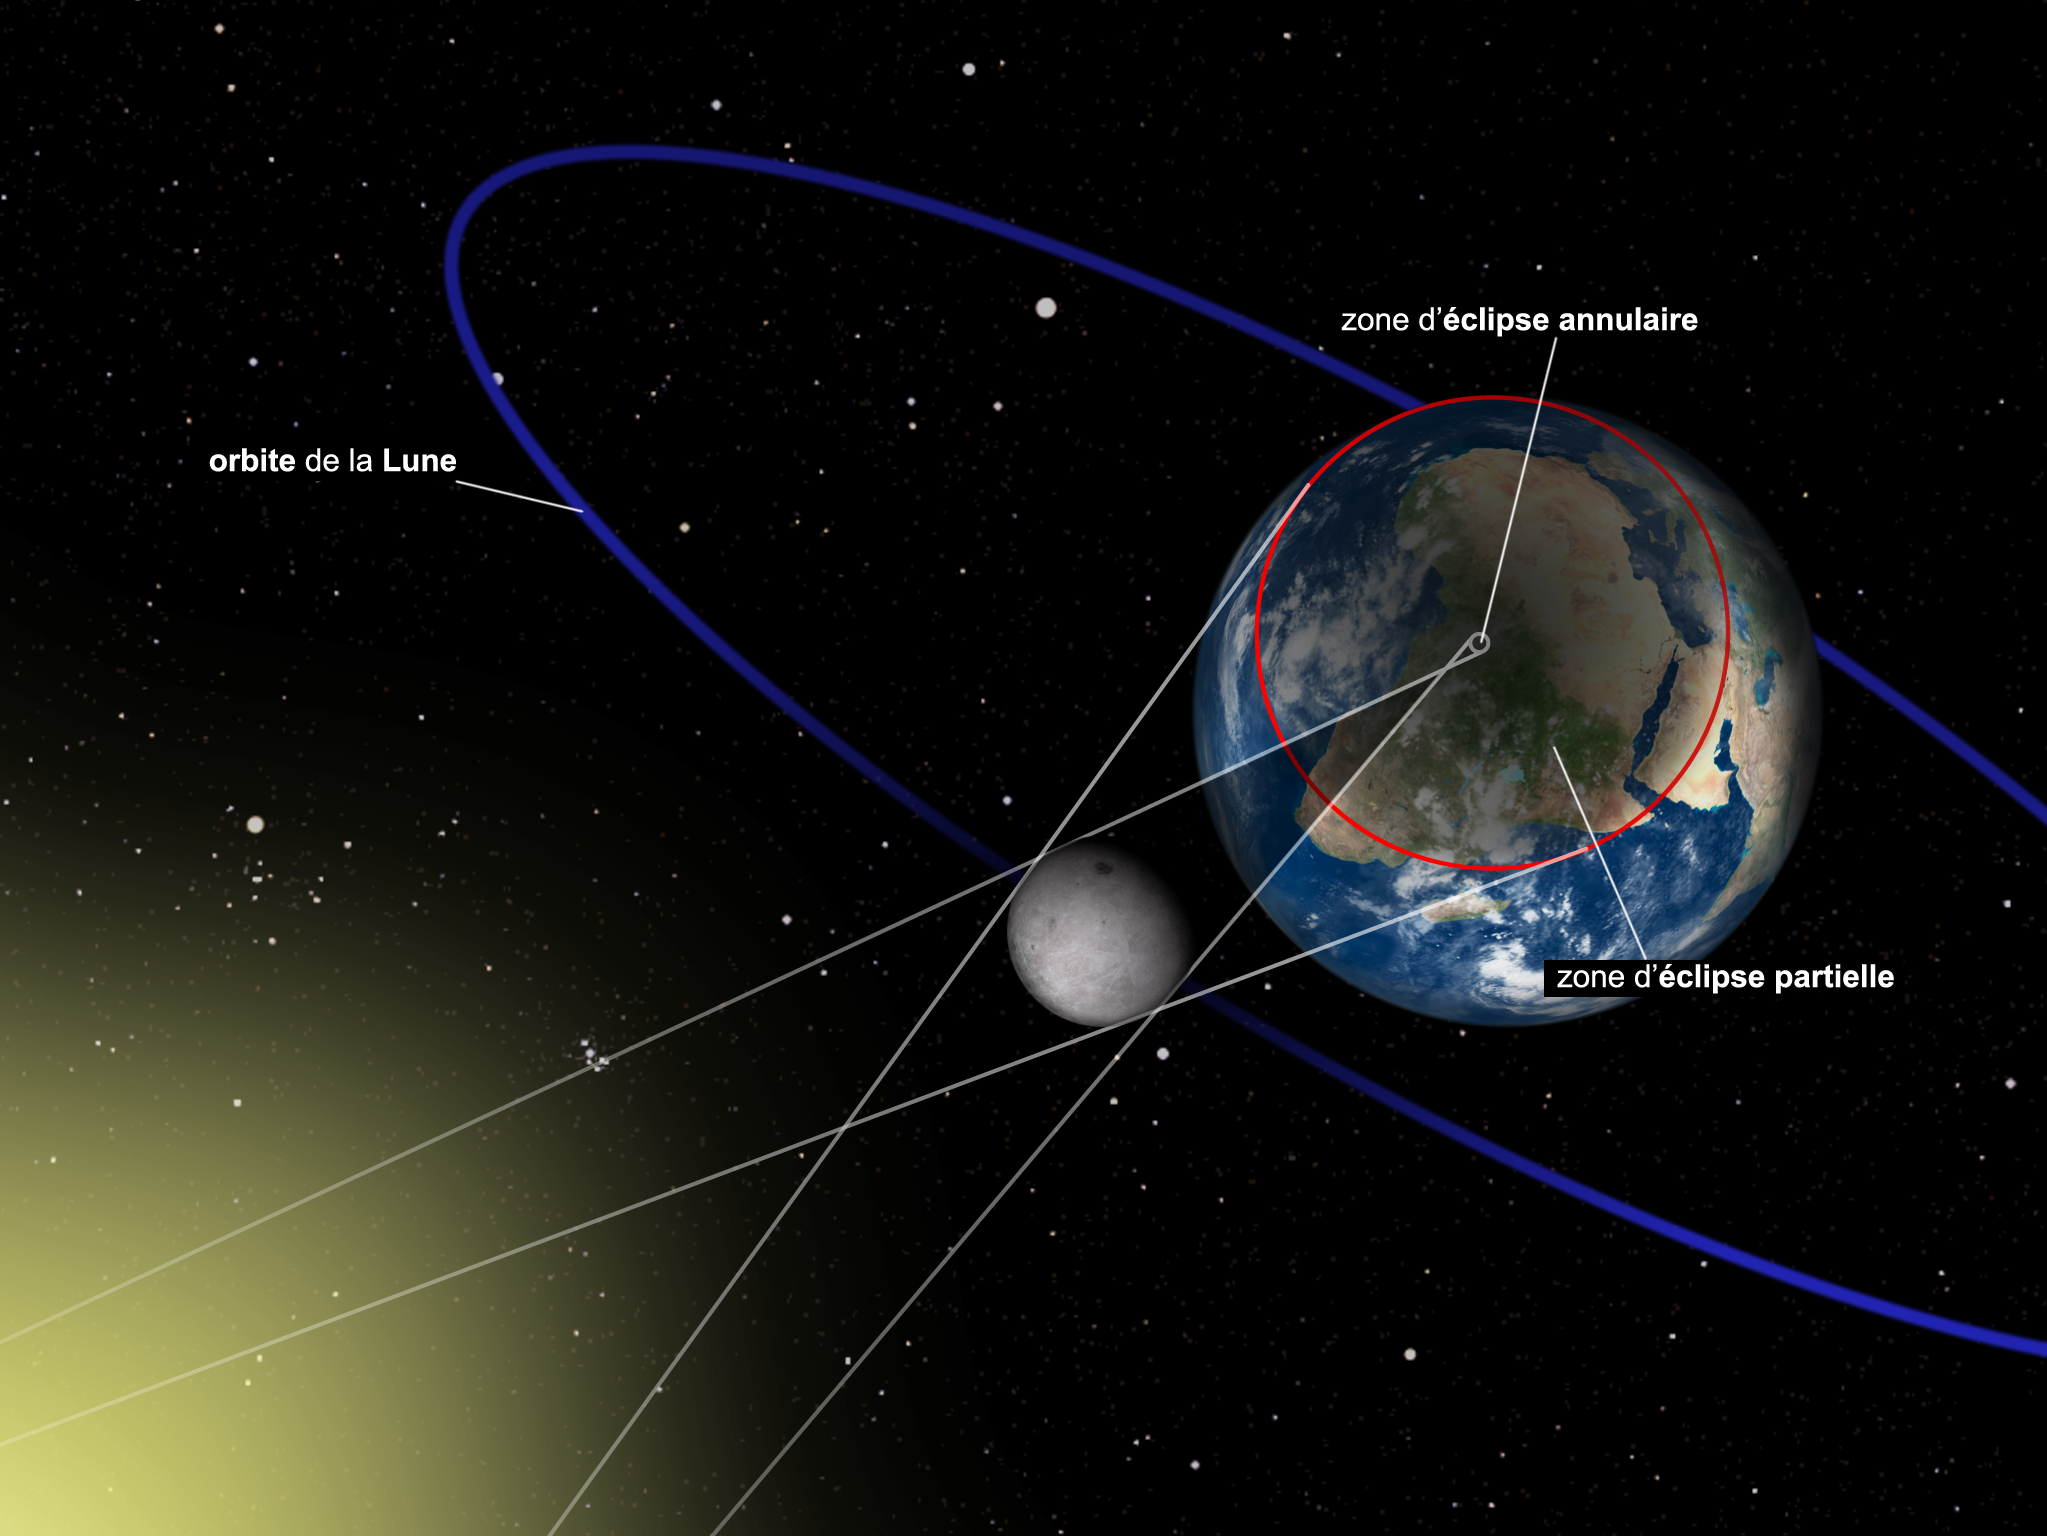 zone d’éclipse annulaire
orbite de la Lune
zone d’éclipse partielle